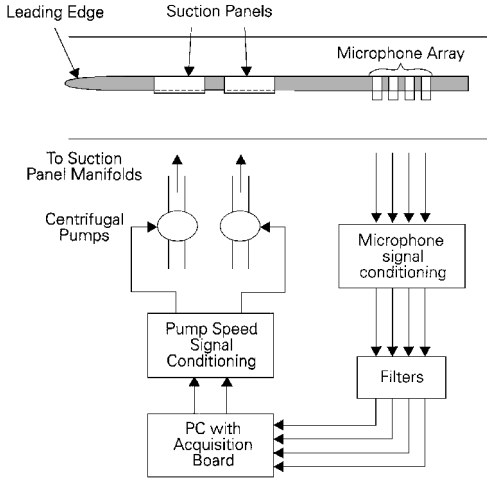 Leading Edge
Suction Panels
Microphone Array
To Suction
Panel Manifolds
Centrifugal
Pumps
Microphone
signal
conditioning
Pump Speed
Signal
Conditioning
Filters
PC with
Acquisition
Board